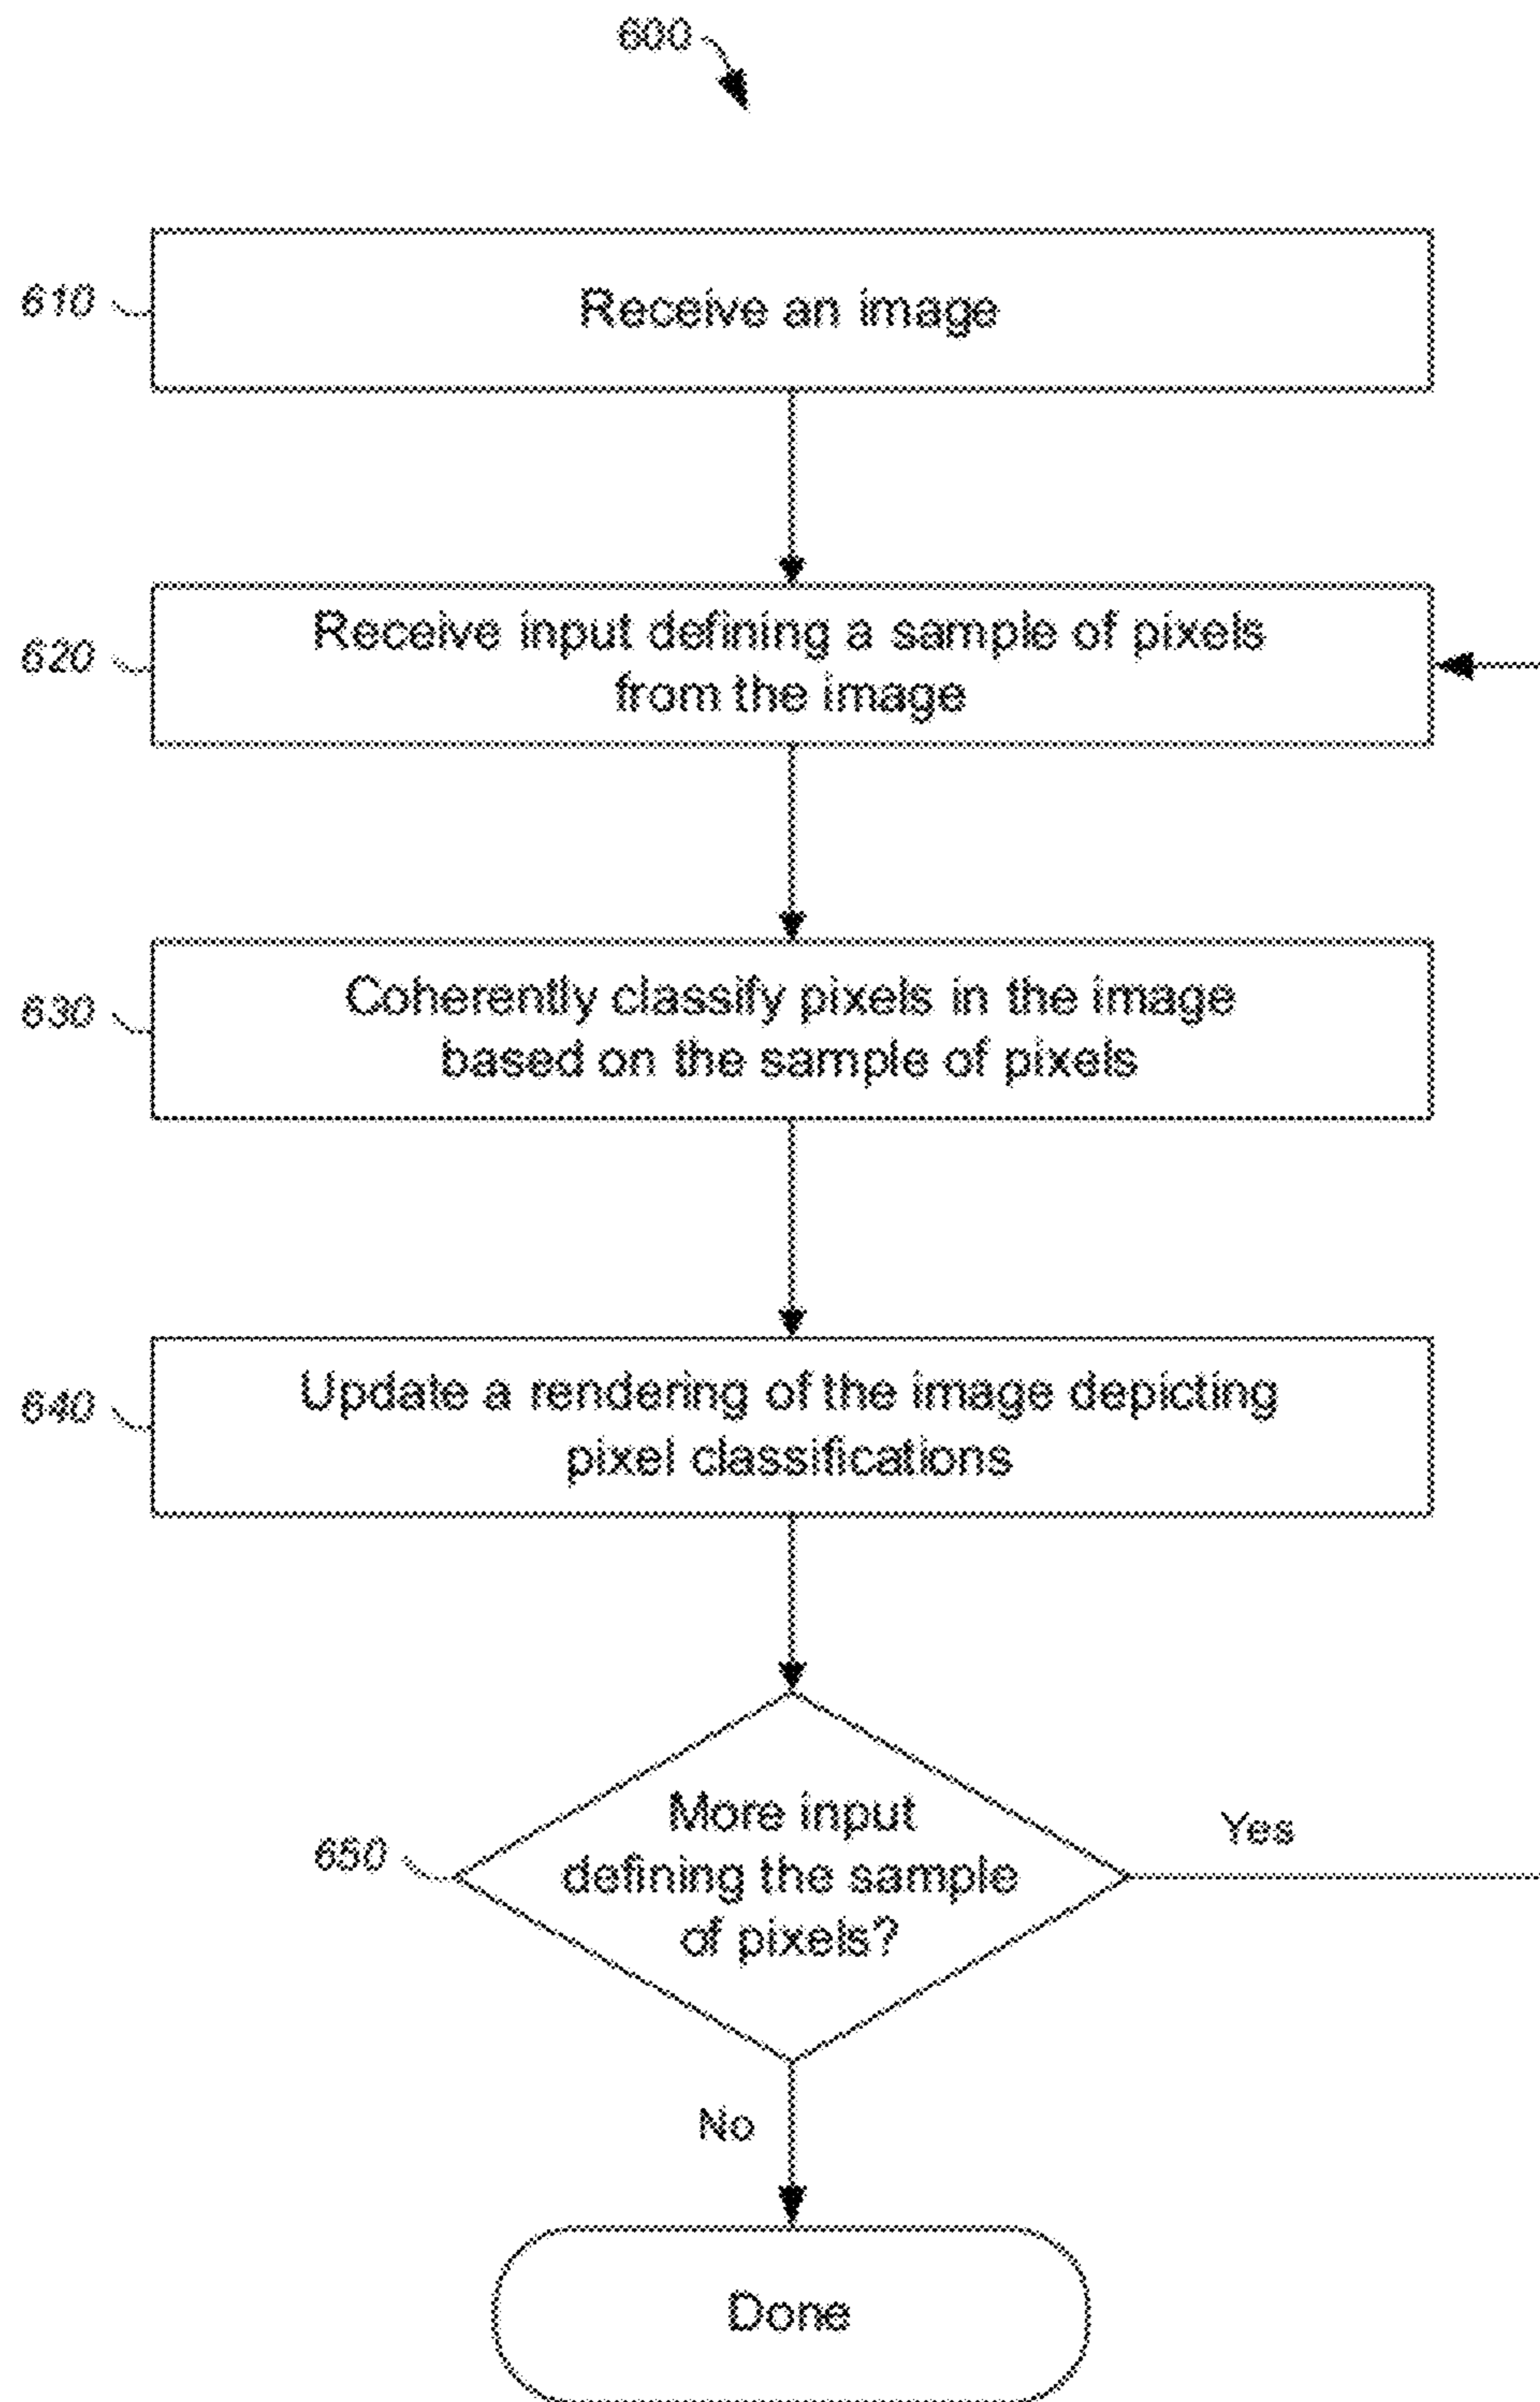 600
610
Receive an image
620
Receive input defining a sample of pixels
from the image
630
Coherently classify pixels in the image
based on the sample of pixels
640
Update a rendering of the image depicting
pixel classifications
650
More input
defining the sample
of pixels?
Yes
No
Done